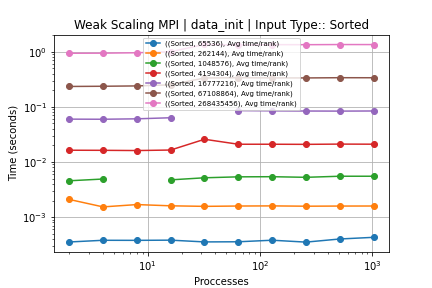 Weak Scaling MPI | data_init | Input Type:: Sorted
((Sorted, 65536), Avg time/rank)
((Sorted, 262144), Avg time/rank)
((Sorted, 1048576), Avg time/rank)
((Sorted, 4194304), Avg time/rank)
((Sorted, 16777216), Avg time/rank)
((Sorted, 67108864), Avg time/rank)
((Sorted, 268435456), Avg time/rank)
Time (seconds)
10⁰
10⁻¹
10⁻²
10⁻³
10¹
10²
10³
Proccesses